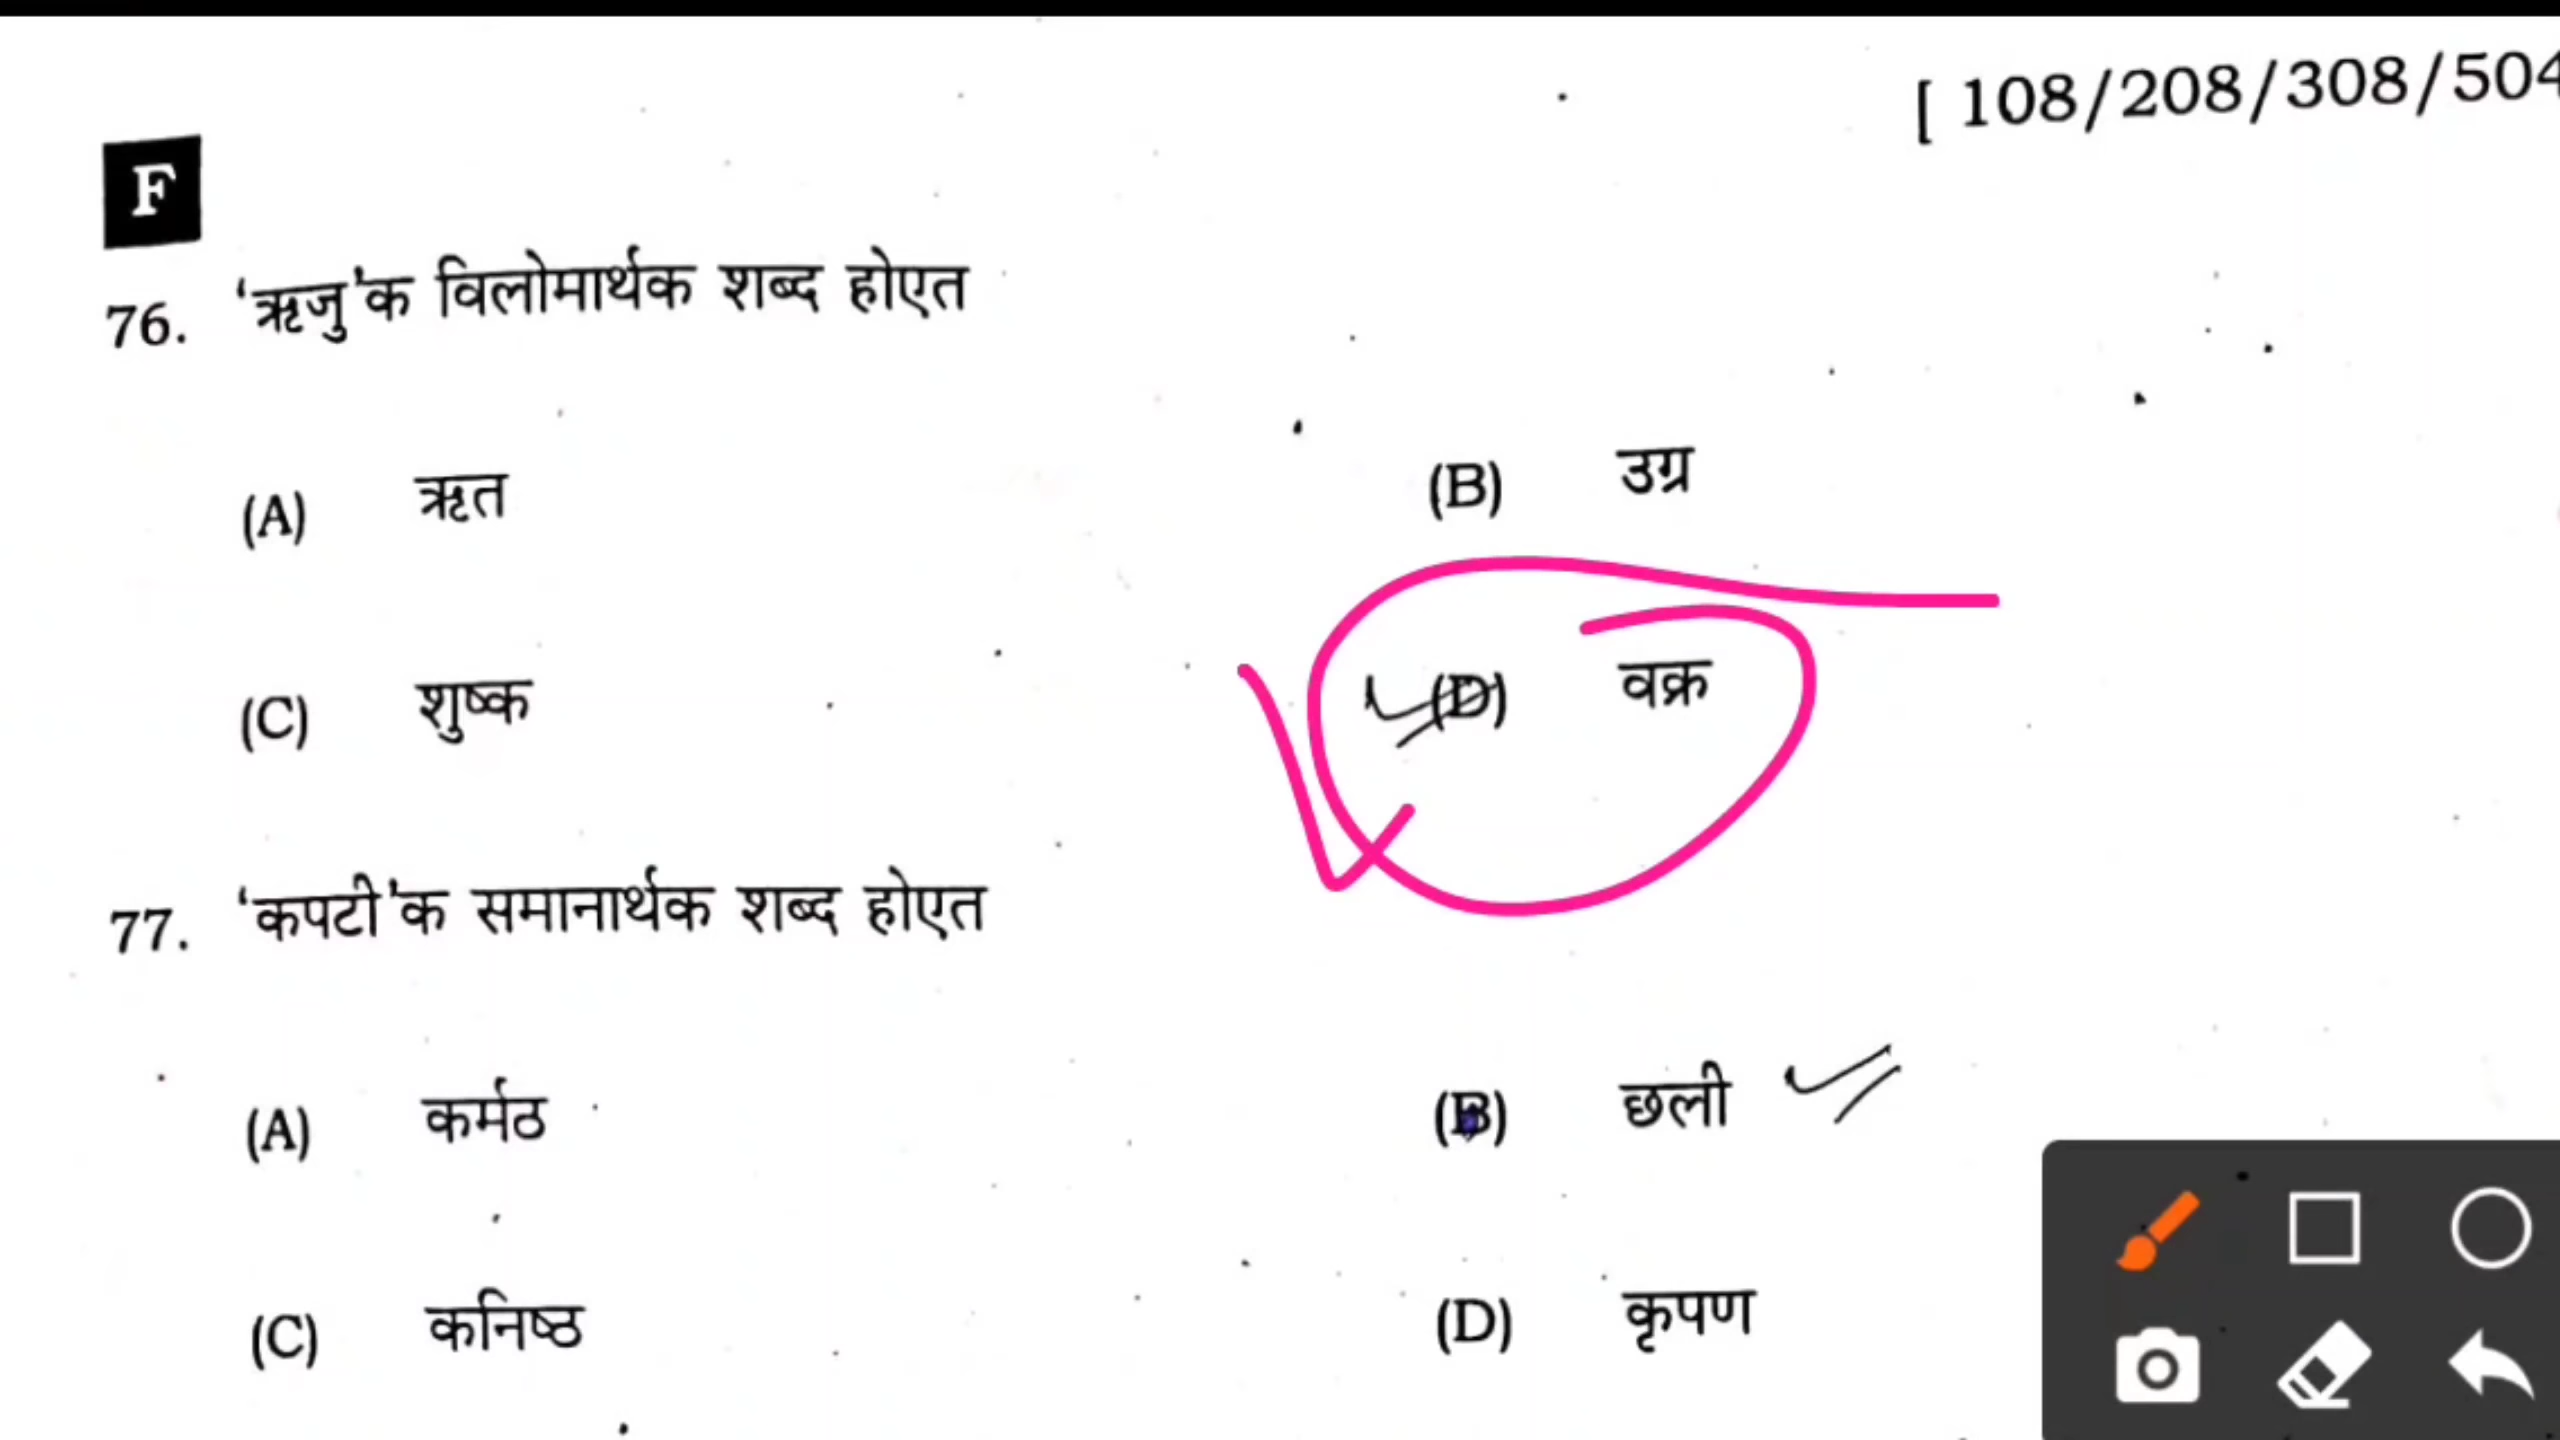 [ 108/208/308/504
F
76. 'ऋजु'क विलोमार्थक शब्द होएत
(A) ऋत (B) उग्र
(C) शुष्क (D) वक्र
77. 'कपटी'क समानार्थक शब्द होएत
(A) कर्मठ (B) छली
(C) कनिष्ठ (D) कृपण